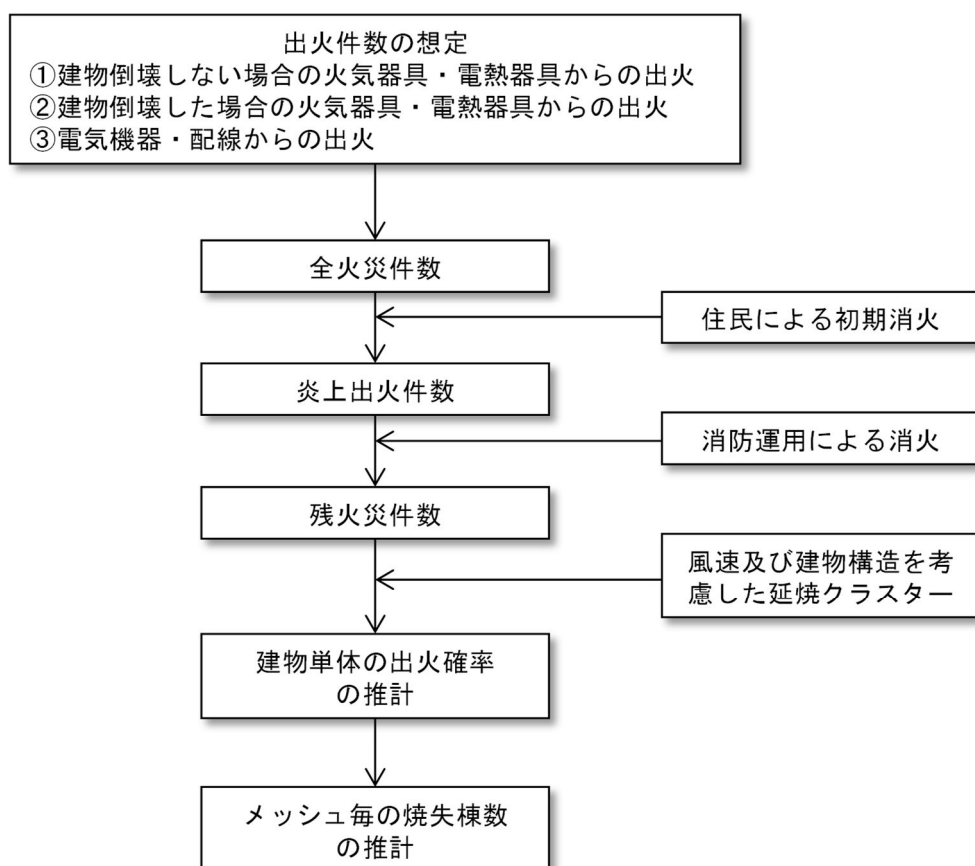 出火件数の想定
①建物倒壊しない場合の火気器具・電熱器具からの出火
②建物倒壊した場合の火気器具・電熱器具からの出火
③電気機器・配線からの出火
全火災件数
住民による初期消火
炎上出火件数
消防運用による消火
残火災件数
風速及び建物構造を考
慮した延焼クラスター
建物単体の出火確率
の推計
メッシュ毎の焼失棟数
の推計